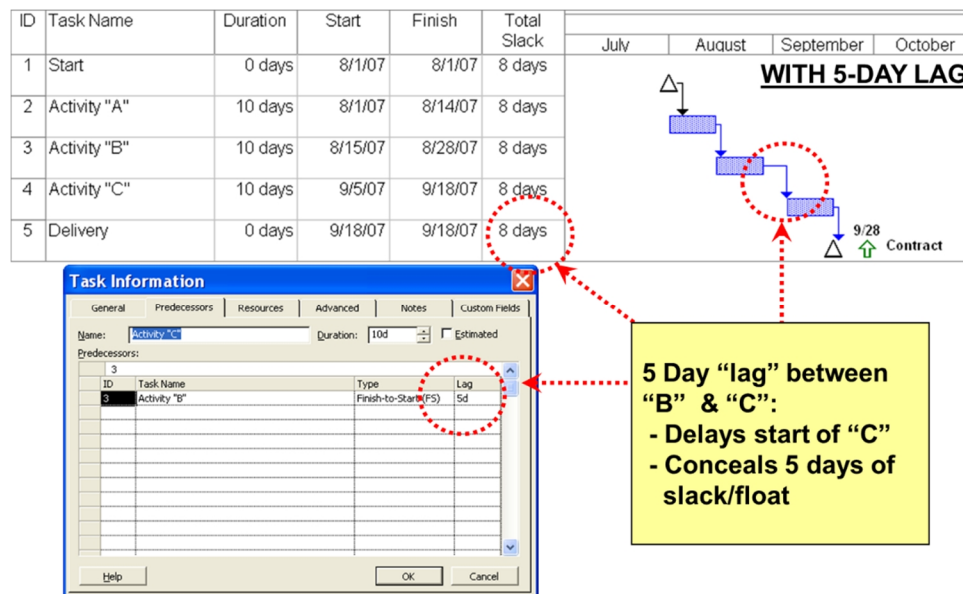 ID Task Name Duration Start Finish Total Slack
July August September October
WITH 5-DAY LAG
1 Start 0 days 8/1/07 8/1/07 8 days
2 Activity "A" 10 days 8/1/07 8/14/07 8 days
3 Activity "B" 10 days 8/15/07 8/28/07 8 days
4 Activity "C" 10 days 9/5/07 9/18/07 8 days
5 Delivery 0 days 9/18/07 9/18/07 8 days
9/28
Contract
Task Information
General Predecessors Resources Advanced Notes Custom Fields
Name: Activity "C" Duration: 10d Estimated
Predecessors:
3
ID Task Name Type Lag
3 Activity "B" Finish-to-Start (FS) 5d
Help OK Cancel
5 Day “lag” between
“B” & “C”:
- Delays start of “C”
- Conceals 5 days of
slack/float